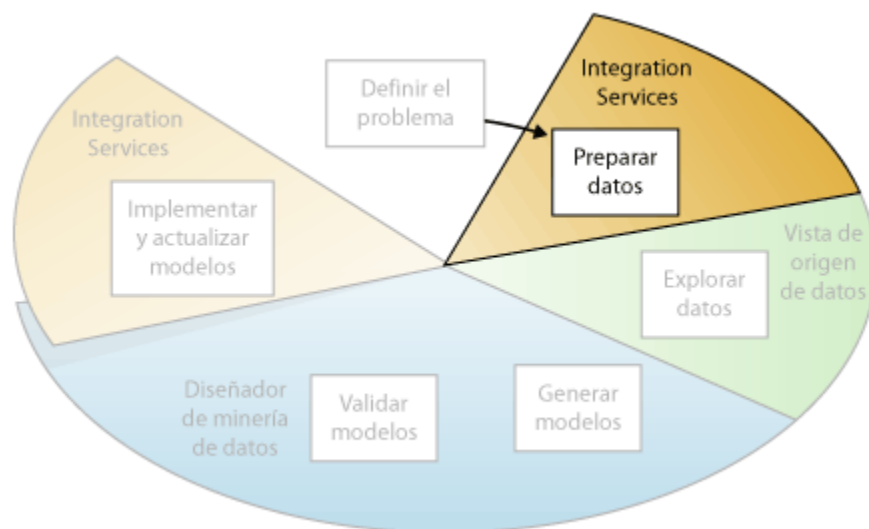 Definir el
problema
Integration
Services
Preparar
datos
Vista de
origen
de datos
Explorar
datos
Generar
modelos
Validar
modelos
Diseñador
de minería
de datos
Integration
Services
Implementar
y actualizar
modelos